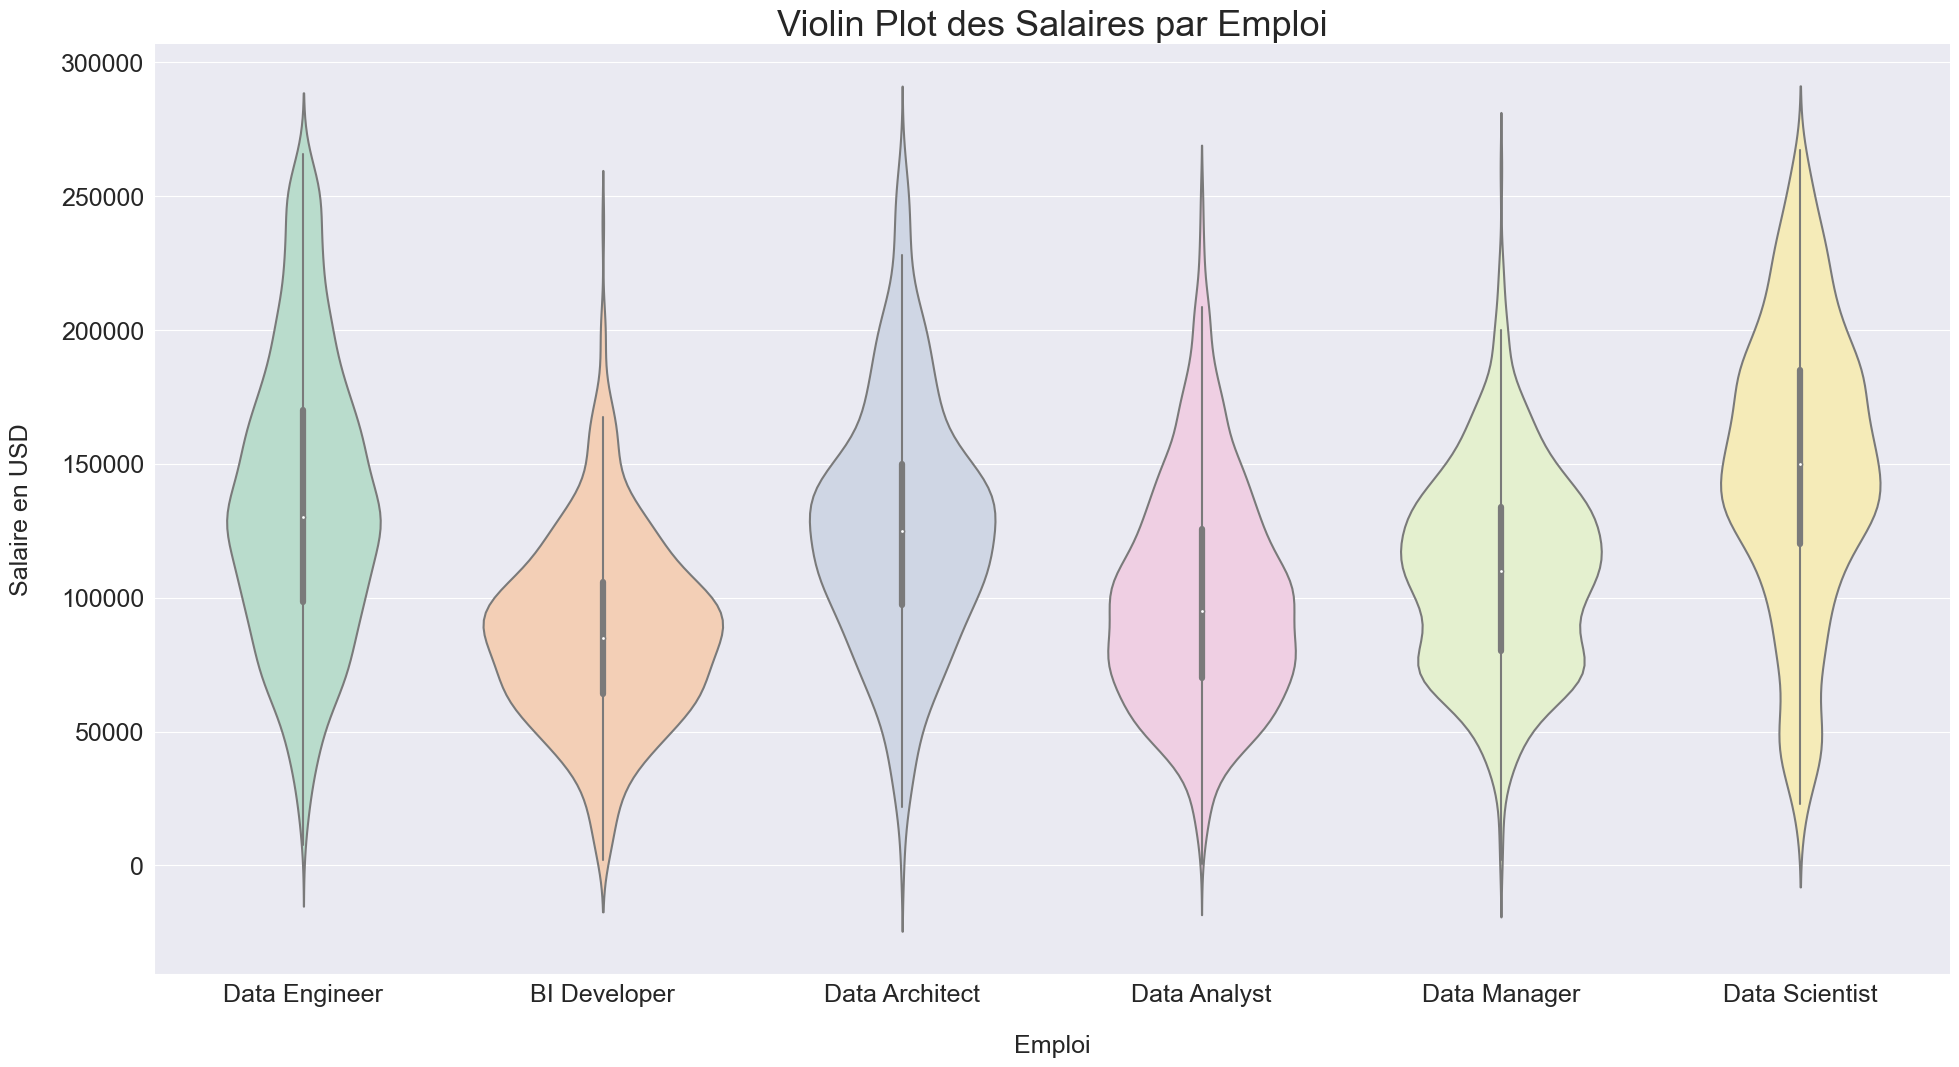 Violin Plot des Salaires par Emploi
300000
250000
200000
150000
100000
50000
0
Salaire en USD
Data Engineer
BI Developer
Data Architect
Data Analyst
Data Manager
Data Scientist
Emploi